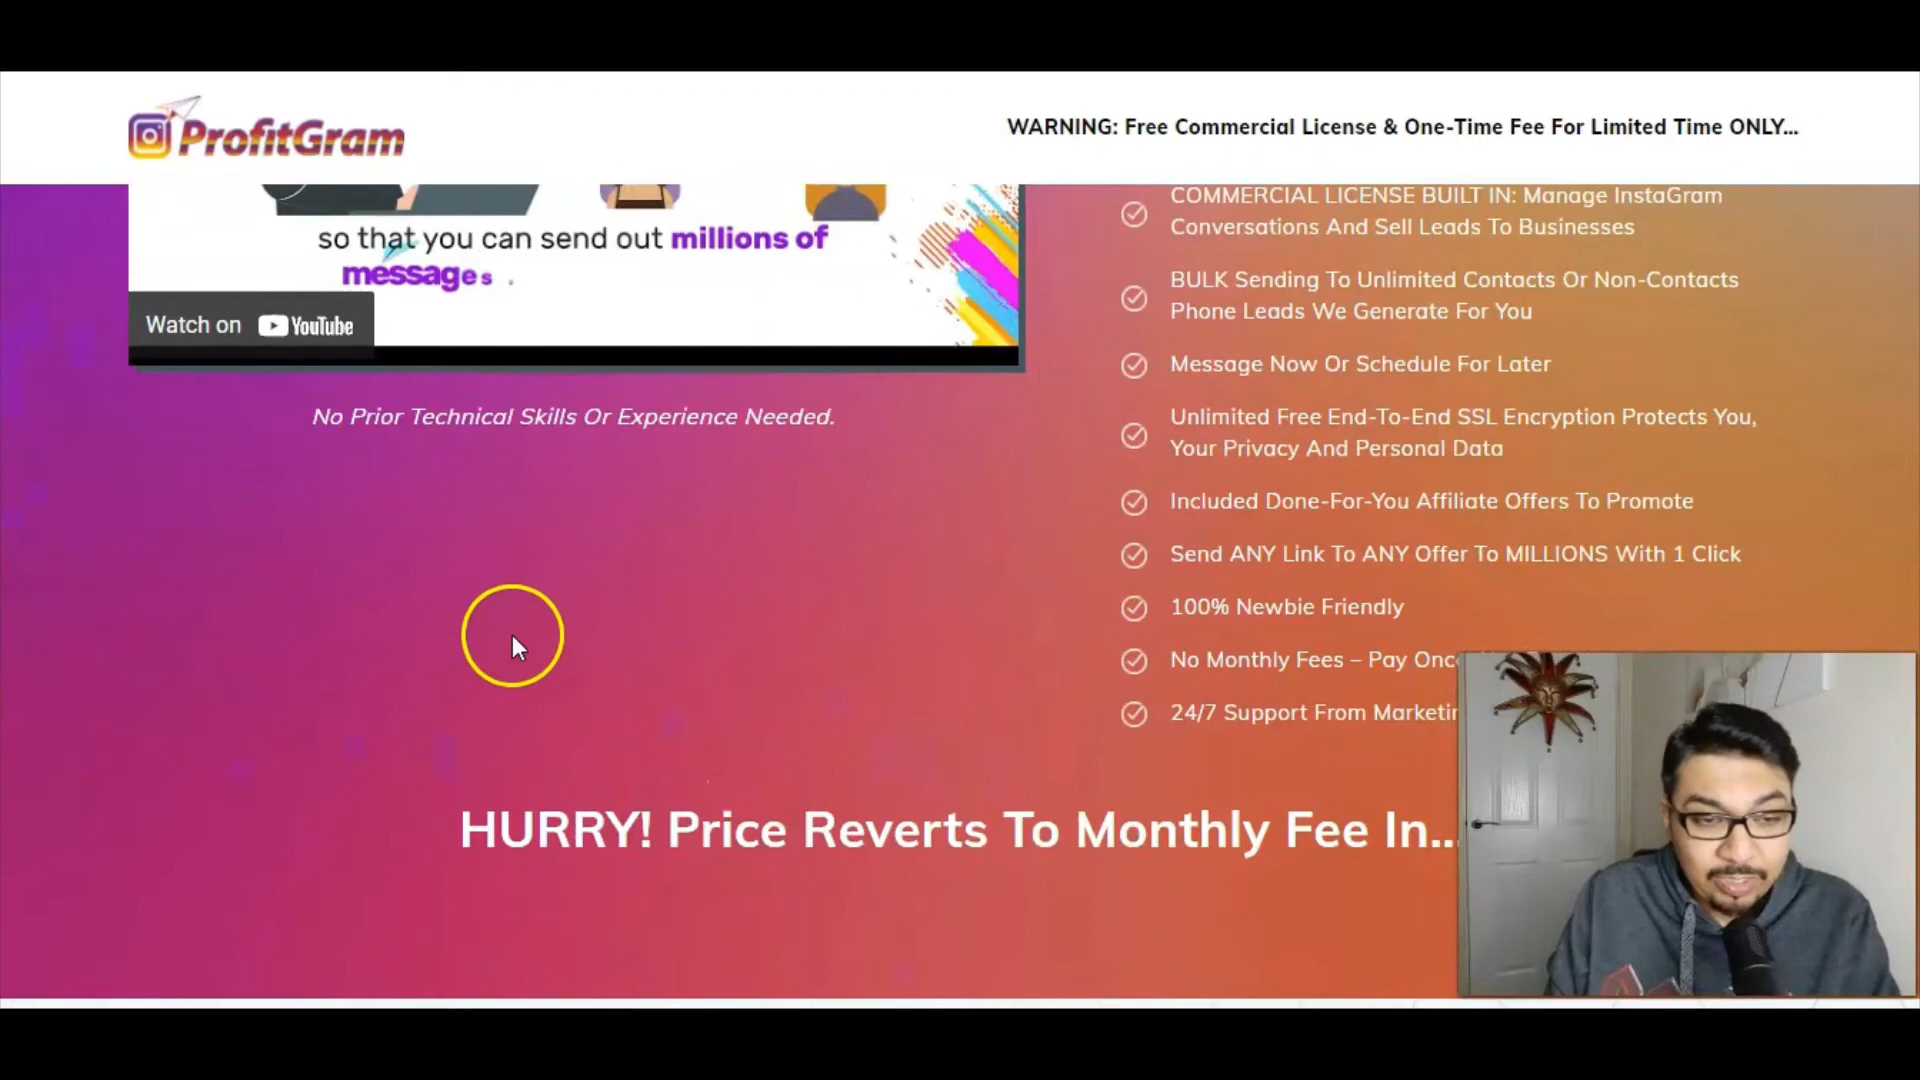 ProfitGram
WARNING: Free Commercial License & One-Time Fee For Limited Time ONLY...
so that you can send out millions of
messages .
Watch on YouTube
No Prior Technical Skills Or Experience Needed.
COMMERCIAL LICENSE BUILT IN: Manage InstaGram
Conversations And Sell Leads To Businesses
BULK Sending To Unlimited Contacts Or Non-Contacts
Phone Leads We Generate For You
Message Now Or Schedule For Later
Unlimited Free End-To-End SSL Encryption Protects You,
Your Privacy And Personal Data
Included Done-For-You Affiliate Offers To Promote
Send ANY Link To ANY Offer To MILLIONS With 1 Click
100% Newbie Friendly
No Monthly Fees – Pay
24/7 Support From
HURRY! Price Reverts To Monthly Fee In...